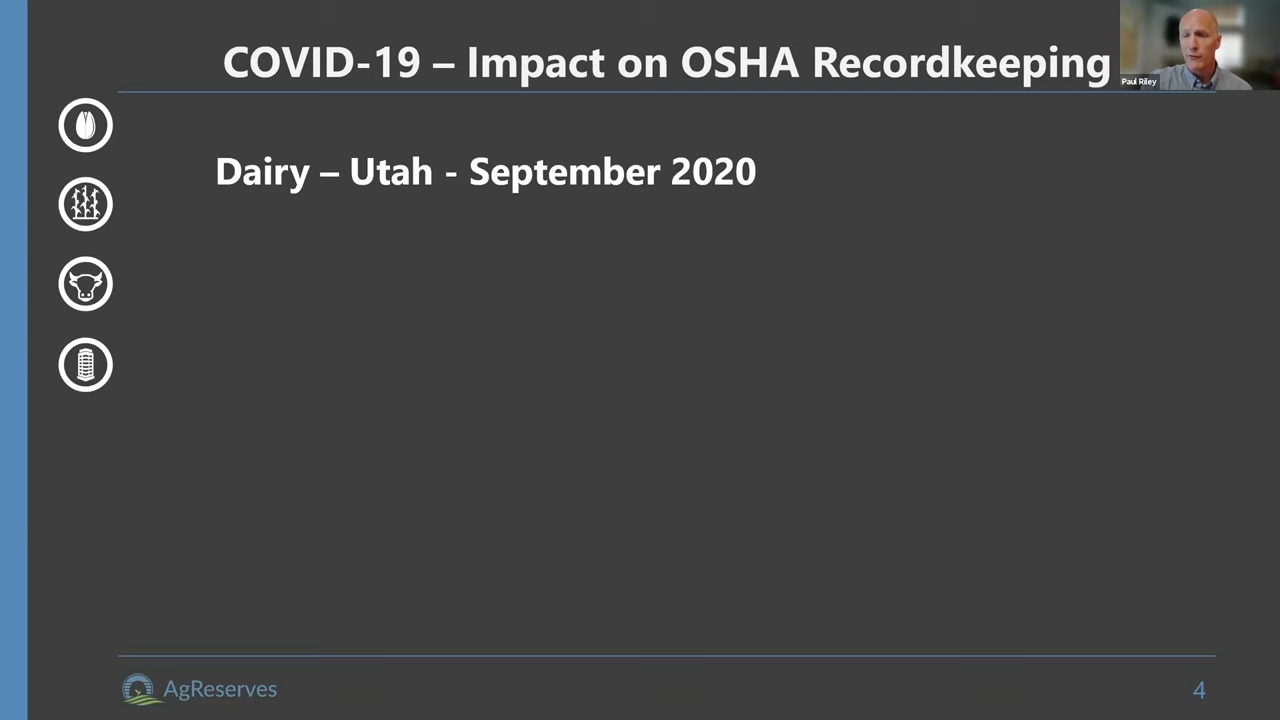 COVID-19 – Impact on OSHA Recordkeeping
Paul Riley
Dairy – Utah - September 2020
AgReserves
4